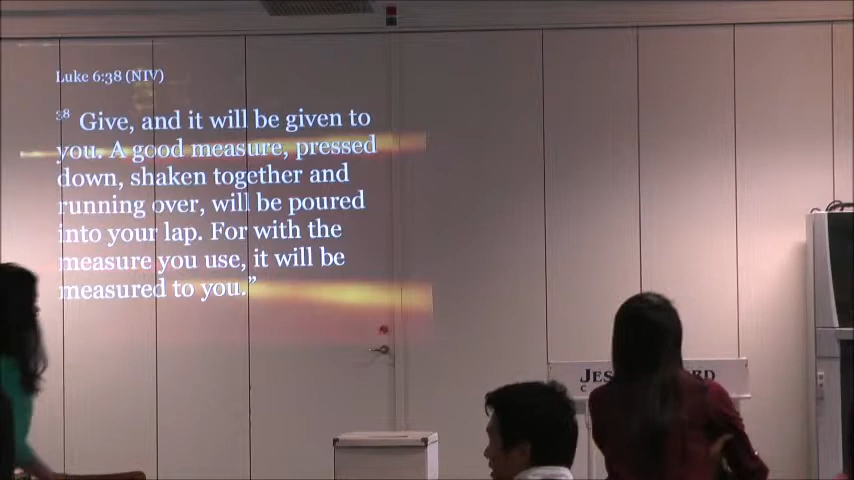 Luke 6:38 (NIV)
38 Give, and it will be given to
you. A good measure, pressed
down, shaken together and
running over, will be poured
into your lap. For with the
measure you use, it will be
measured to you.”